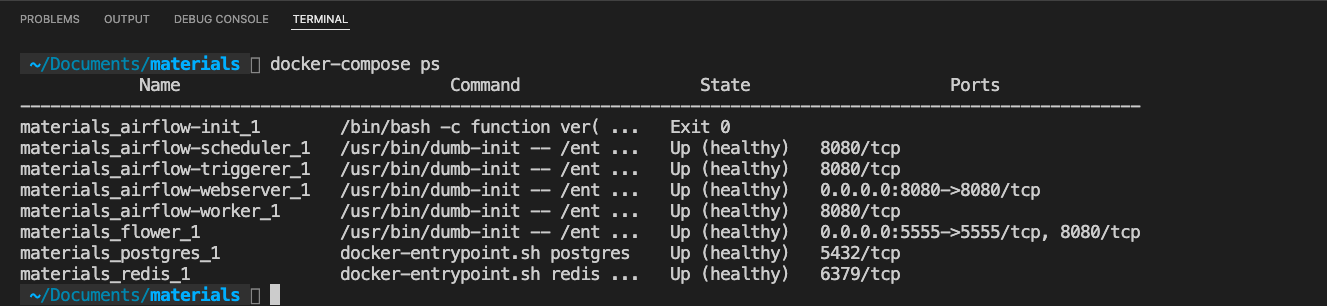 PROBLEMS OUTPUT DEBUG CONSOLE TERMINAL
~/Documents/materials docker-compose ps
Name Command State Ports
--------------------------------------------------------------------------------------------------------------
materials_airflow-init_1 /bin/bash -c function ver( ... Exit 0
materials_airflow-scheduler_1 /usr/bin/dumb-init -- /ent ... Up (healthy) 8080/tcp
materials_airflow-triggerer_1 /usr/bin/dumb-init -- /ent ... Up (healthy) 8080/tcp
materials_airflow-webserver_1 /usr/bin/dumb-init -- /ent ... Up (healthy) 0.0.0.0:8080->8080/tcp
materials_airflow-worker_1 /usr/bin/dumb-init -- /ent ... Up (healthy) 8080/tcp
materials_flower_1 /usr/bin/dumb-init -- /ent ... Up (healthy) 0.0.0.0:5555->5555/tcp, 8080/tcp
materials_postgres_1 docker-entrypoint.sh postgres Up (healthy) 5432/tcp
materials_redis_1 docker-entrypoint.sh redis ... Up (healthy) 6379/tcp
~/Documents/materials